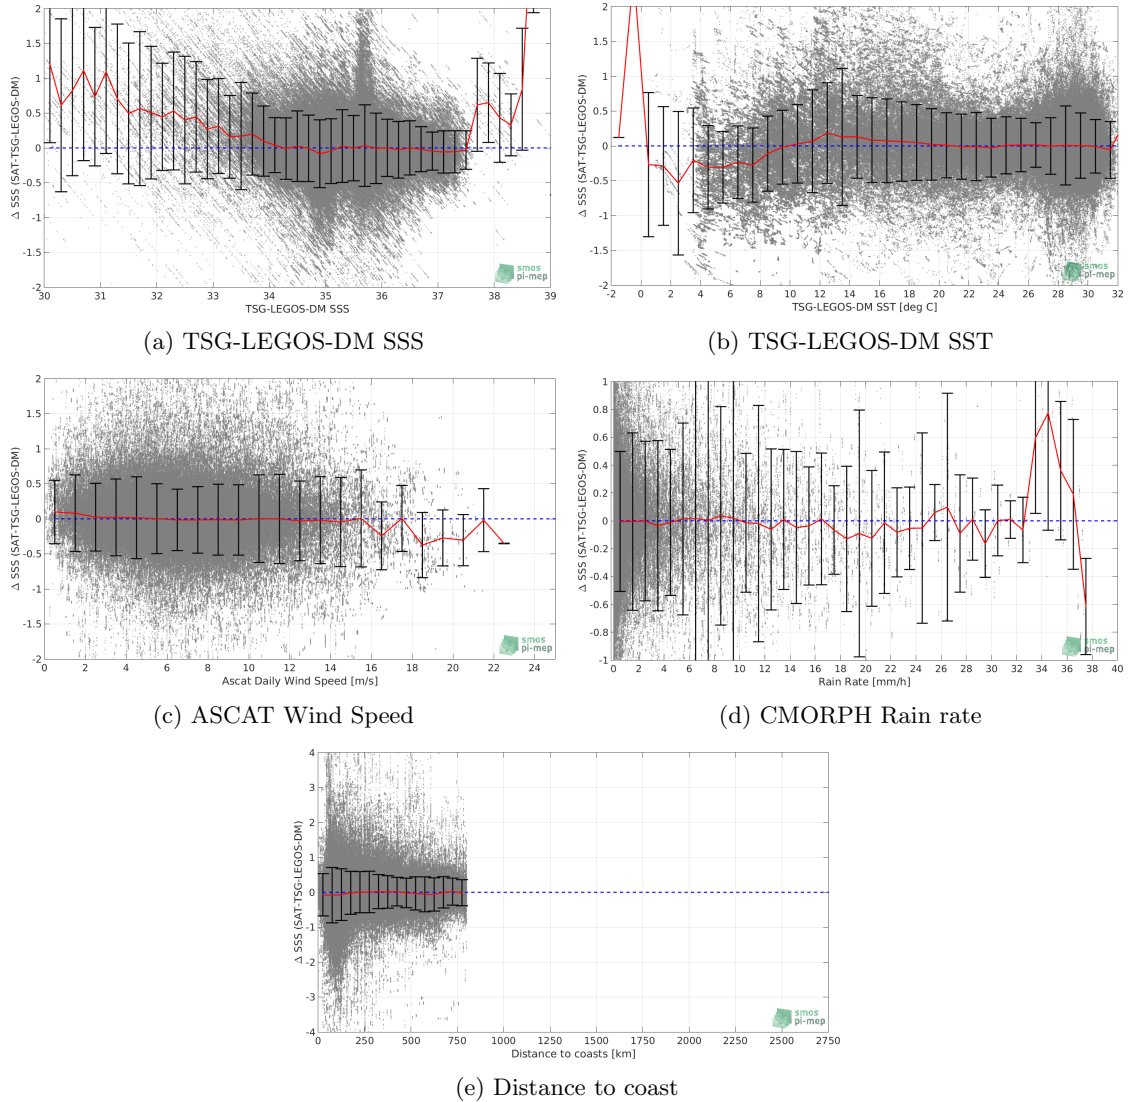 2
1.5
1
0.5
0
-0.5
-1
-1.5
-2
Δ SSS (SAT-TSG-LEGOS-DM)
30 31 32 33 34 35 36 37 38 39
TSG-LEGOS-DM SSS
smos
pi-mep
(a) TSG-LEGOS-DM SSS
2
1.5
1
0.5
0
-0.5
-1
-1.5
-2
Δ SSS (SAT-TSG-LEGOS-DM)
-2 0 2 4 6 8 10 12 14 16 18 20 22 24 26 28 30 32
TSG-LEGOS-DM SST [deg C]
smos
pi-mep
(b) TSG-LEGOS-DM SST
2
1.5
1
0.5
0
-0.5
-1
-1.5
-2
Δ SSS (SAT-TSG-LEGOS-DM)
0 2 4 6 8 10 12 14 16 18 20 22 24
Ascat Daily Wind Speed [m/s]
smos
pi-mep
(c) ASCAT Wind Speed
1
0.8
0.6
0.4
0.2
0
-0.2
-0.4
-0.6
-0.8
-1
Δ SSS (SAT-TSG-LEGOS-DM)
0 2 4 6 8 10 12 14 16 18 20 22 24 26 28 30 32 34 36 38 40
Rain Rate [mm/h]
smos
pi-mep
(d) CMORPH Rain rate
4
3
2
1
0
-1
-2
-3
-4
Δ SSS (SAT-TSG-LEGOS-DM)
0 250 500 750 1000 1250 1500 1750 2000 2250 2500 2750
Distance to coasts [km]
smos
pi-mep
(e) Distance to coast